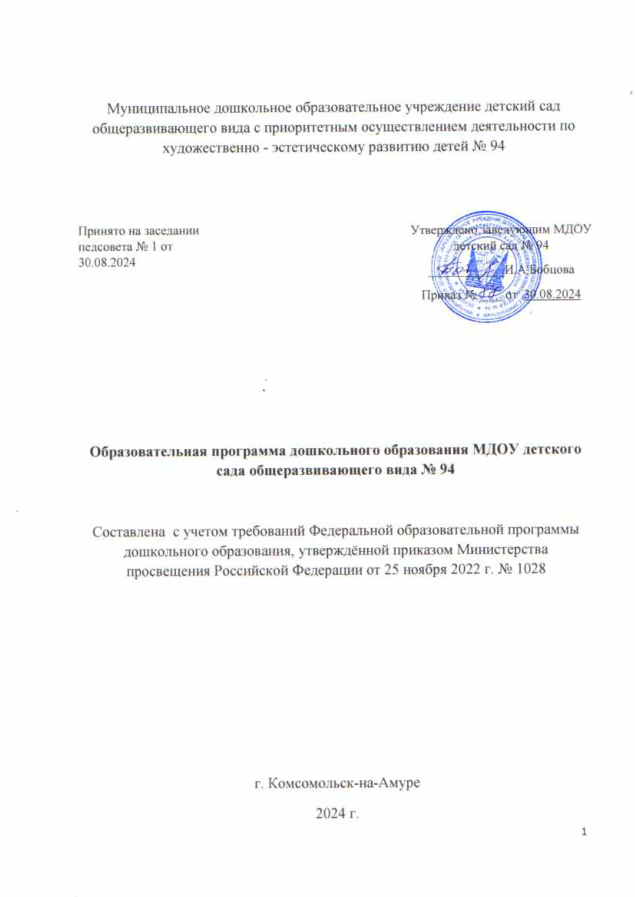 Муниципальное дошкольное образовательное учреждение детский сад
общеразвивающего вида с приоритетным осуществлением деятельности по
художественно - эстетическому развитию детей № 94
Принято на заседании
педсовета № 1 от
30.08.2024
Утверждено заведующим МДОУ
детский сад № 94
И.А.Бобцова
Приказ № от 30.08.2024
Образовательная программа дошкольного образования МДОУ детского
сада общеразвивающего вида № 94
Составлена с учетом требований Федеральной образовательной программы
дошкольного образования, утверждённой приказом Министерства
просвещения Российской Федерации от 25 ноября 2022 г. № 1028
г. Комсомольск-на-Амуре
2024 г.
1